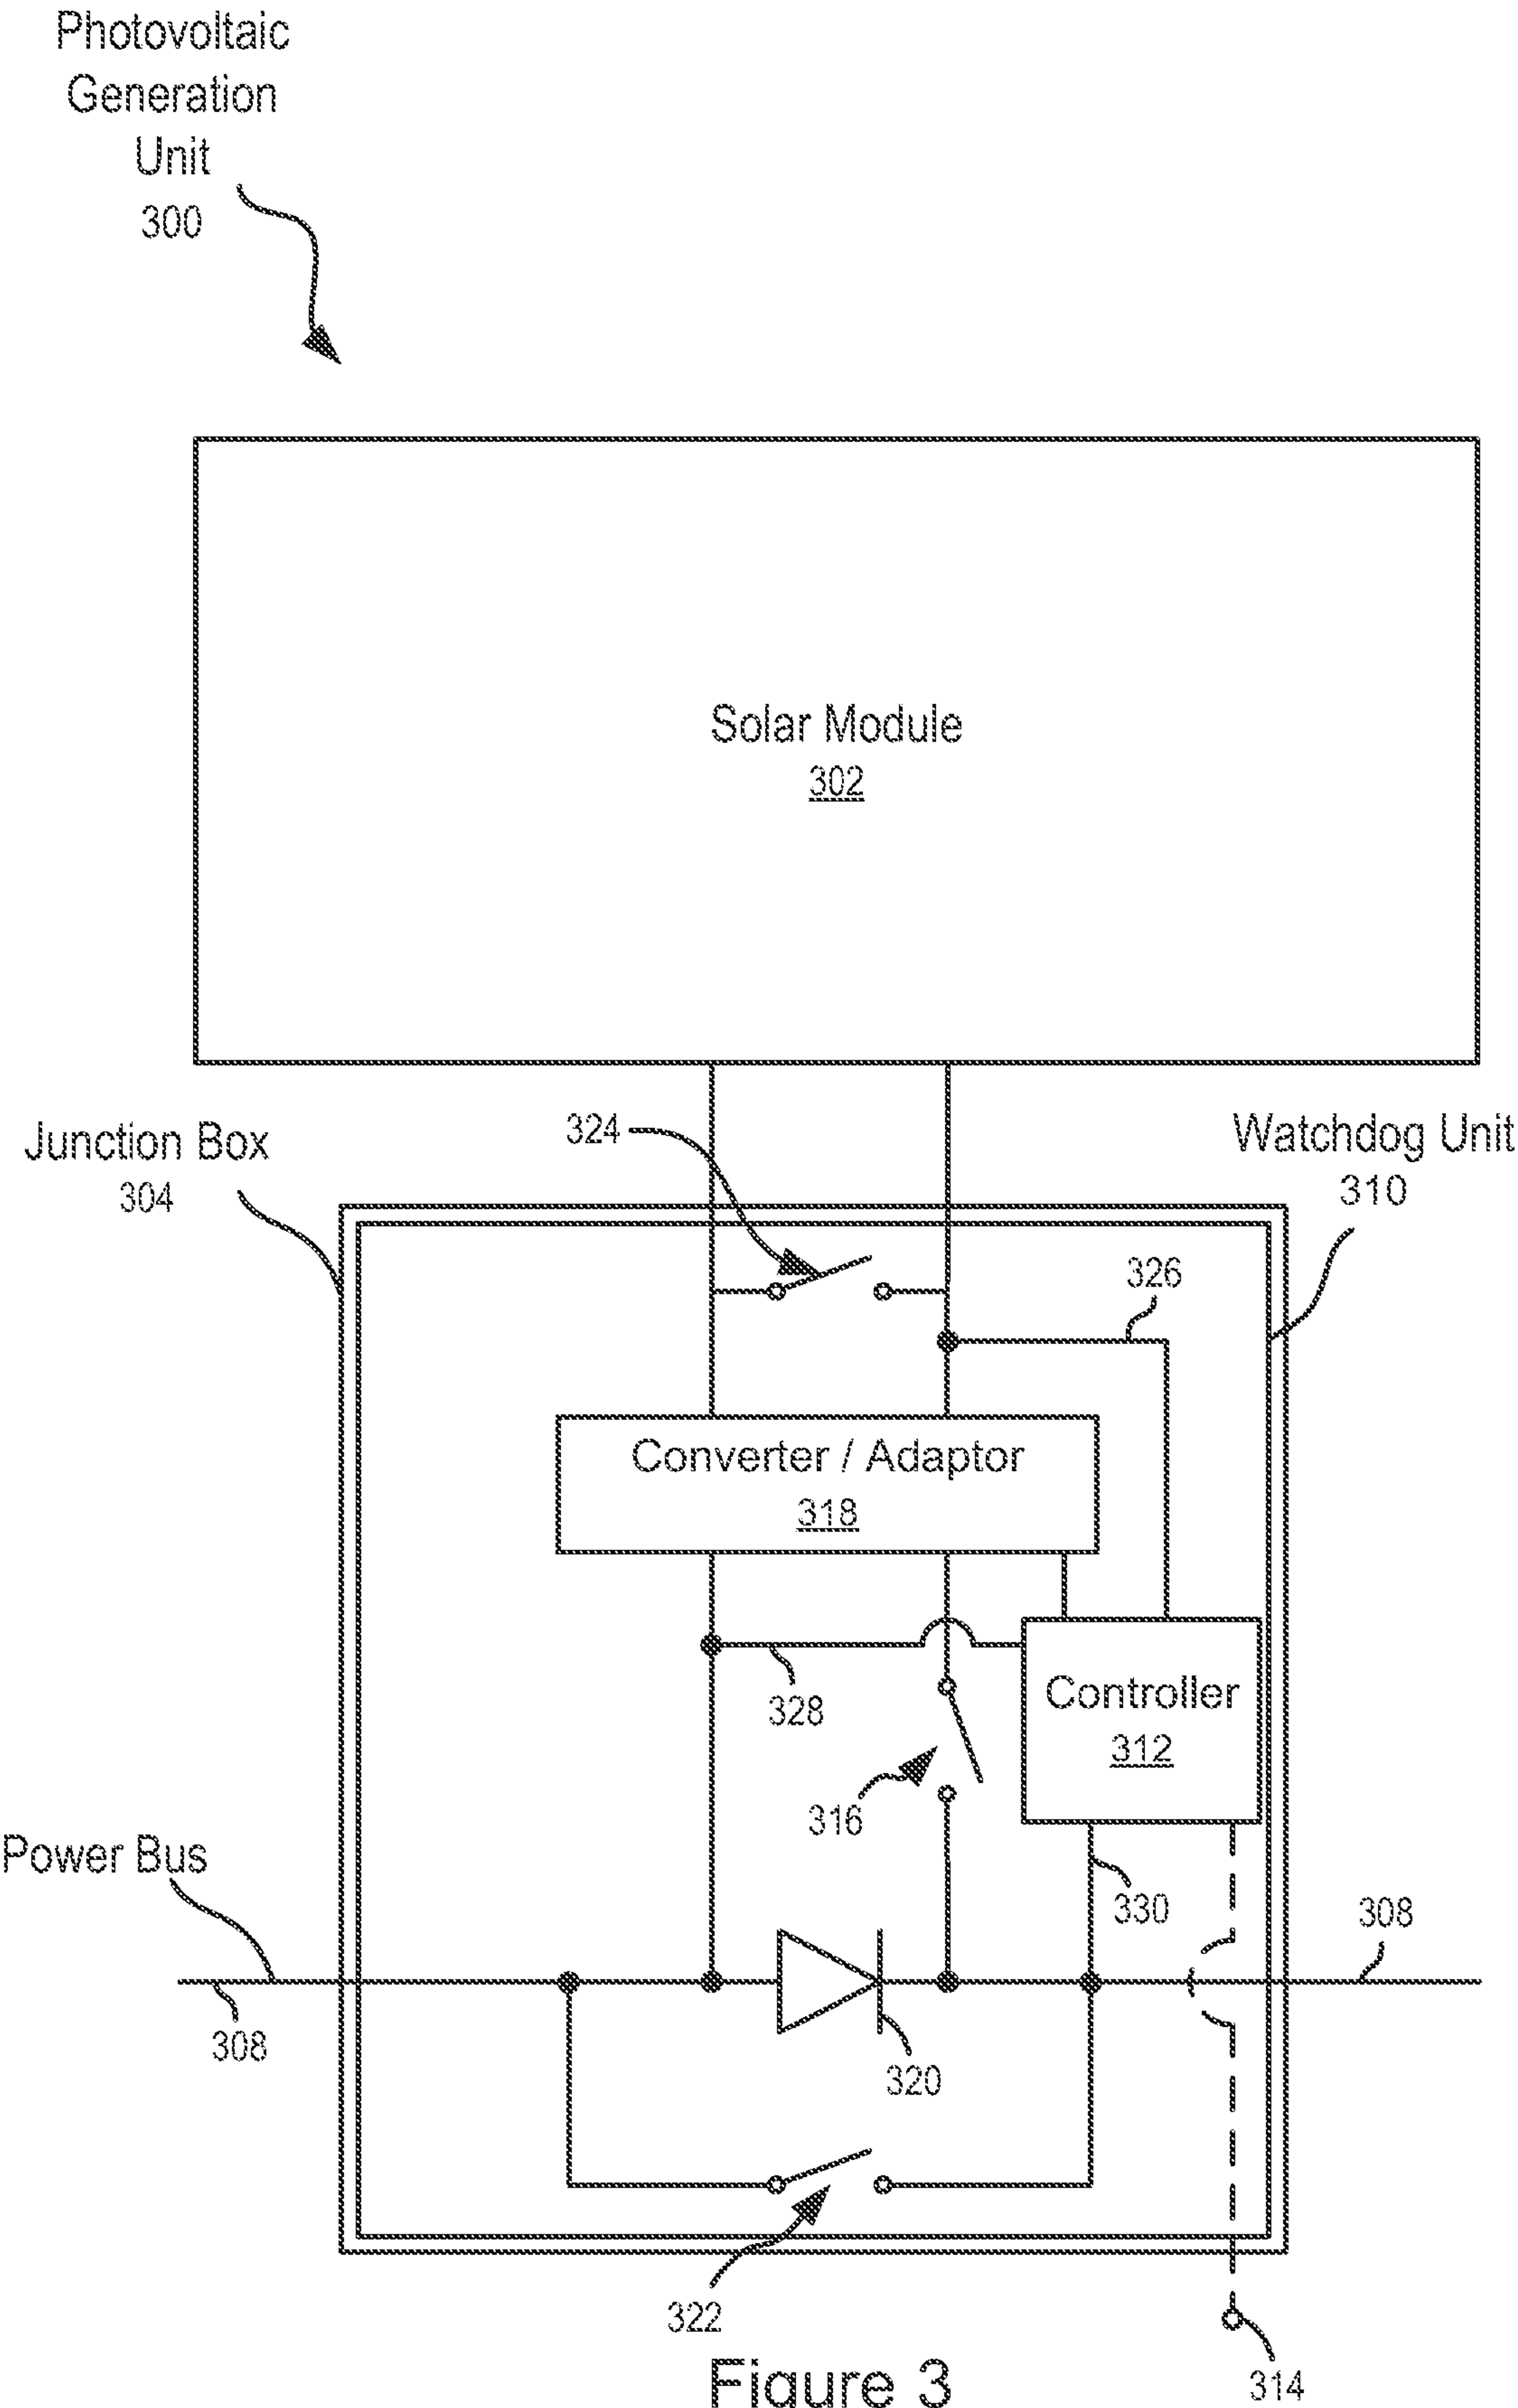 Photovoltaic
Generation
Unit
300
Solar Module
302
324
Junction Box
304
Watchdog Unit
310
326
Converter / Adaptor
318
328
Controller
312
316
Power Bus
330
308
308
320
322
314
Figure 3